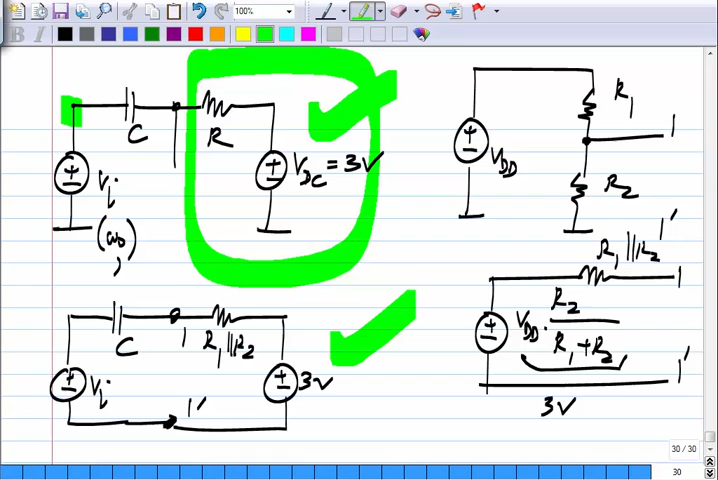 100%
B I
C
R
V_i
(ω_0)
V_DC = 3V
V_DD
R_1
1
R_2
1'
C
1
R_1||R_2
V_i
3V
1'
R_1||R_2
1
V_DD · R_2 / R_1 + R_2
1'
3V
30 / 30
30